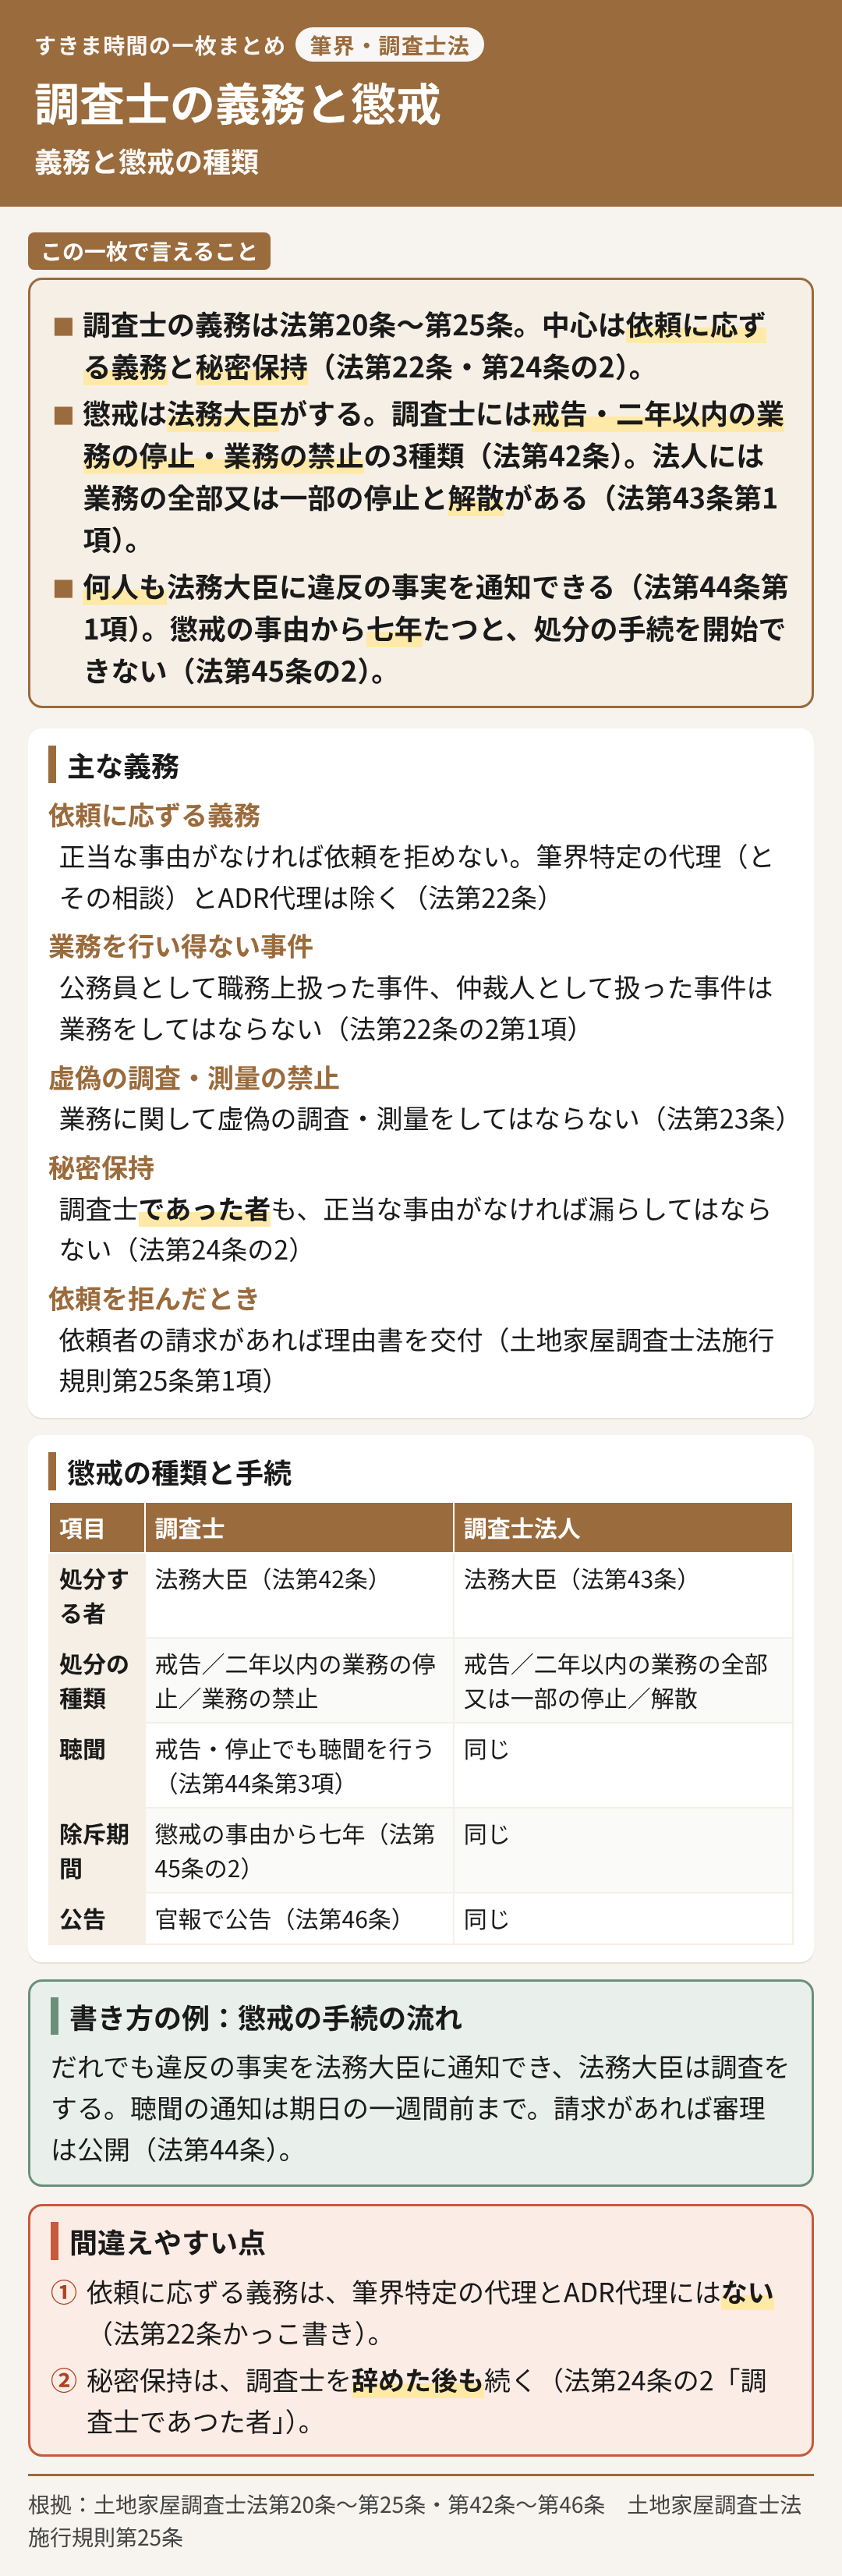 すきま時間の一枚まとめ 筆界・調査士法
調査士の義務と懲戒
義務と懲戒の種類
この一枚で言えること
■ 調査士の義務は法第20条～第25条。中心は依頼に応ず
る義務と秘密保持（法第22条・第24条の2）。
■ 懲戒は法務大臣がする。調査士には戒告・二年以内の業
務の停止・業務の禁止の3種類（法第42条）。法人には
業務の全部又は一部の停止と解散がある（法第43条第1
項）。
■ 何人も法務大臣に違反の事実を通知できる（法第44条第
1項）。懲戒の事由から七年たつと、処分の手続を開始で
きない（法第45条の2）。
主な義務
依頼に応ずる義務
正当な事由がなければ依頼を拒めない。筆界特定の代理（と
その相談）とADR代理は除く（法第22条）
業務を行い得ない事件
公務員として職務上扱った事件、仲裁人として扱った事件は
業務をしてはならない（法第22条の2第1項）
虚偽の調査・測量の禁止
業務に関して虚偽の調査・測量をしてはならない（法第23条）
秘密保持
調査士であった者も、正当な事由がなければ漏らしてはなら
ない（法第24条の2）
依頼を拒んだとき
依頼者の請求があれば理由書を交付（土地家屋調査士法施行
規則第25条第1項）
懲戒の種類と手続
項目 調査士 調査士法人
処分す 法務大臣（法第42条） 法務大臣（法第43条）
る者
処分の 戒告／二年以内の業務の停 戒告／二年以内の業務の全部
種類 止／業務の禁止 又は一部の停止／解散
聴聞 戒告・停止でも聴聞を行う 同じ
（法第44条第3項）
除斥期 懲戒の事由から七年（法第 同じ
間 45条の2）
公告 官報で公告（法第46条） 同じ
書き方の例：懲戒の手続の流れ
だれでも違反の事実を法務大臣に通知でき、法務大臣は調査を
する。聴聞の通知は期日の一週間前まで。請求があれば審理
は公開（法第44条）。
間違えやすい点
① 依頼に応ずる義務は、筆界特定の代理とADR代理にはない
（法第22条かっこ書き）。
② 秘密保持は、調査士を辞めた後も続く（法第24条の2「調
査士であつた者」）。
根拠：土地家屋調査士法第20条～第25条・第42条～第46条　土地家屋調査士法
施行規則第25条